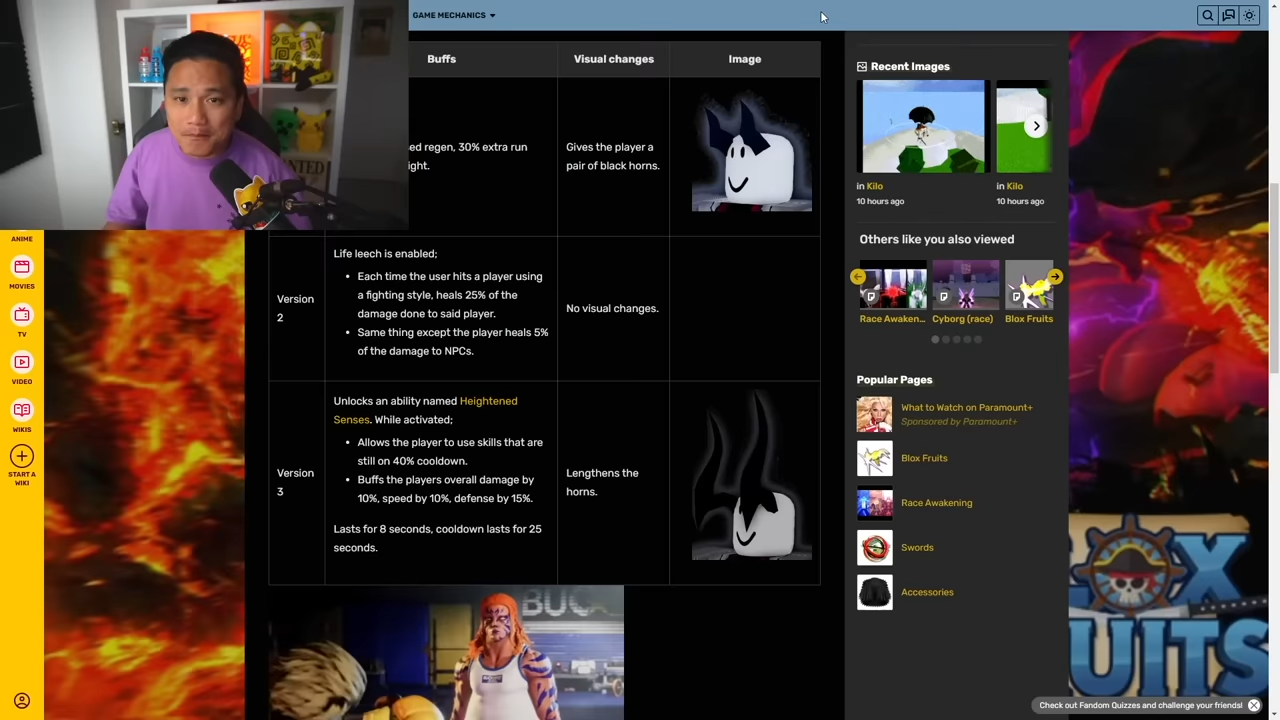 GAME MECHANICS
Buffs
Visual changes
Image
ed regen, 30% extra run
ight.
Gives the player a
pair of black horns.
Version
2
Life leech is enabled;
• Each time the user hits a player using
a fighting style, heals 25% of the
damage done to said player.
• Same thing except the player heals 5%
of the damage to NPCs.
No visual changes.
Version
3
Unlocks an ability named Heightened
Senses. While activated;
• Allows the player to use skills that are
still on 40% cooldown.
• Buffs the players overall damage by
10%, speed by 10%, defense by 15%.
Lasts for 8 seconds, cooldown lasts for 25
seconds.
Lengthens the
horns.
ANIME
MOVIES
TV
VIDEO
WIKIS
START A
WIKI
Recent Images
in Kilo
10 hours ago
in Kilo
10 hours ago
Others like you also viewed
Race Awaken...
Cyborg (race)
Blox Fruits
Popular Pages
What to Watch on Paramount+
Sponsored by Paramount+
Blox Fruits
Race Awakening
Swords
Accessories
Check out Fandom Quizzes and challenge your friends!